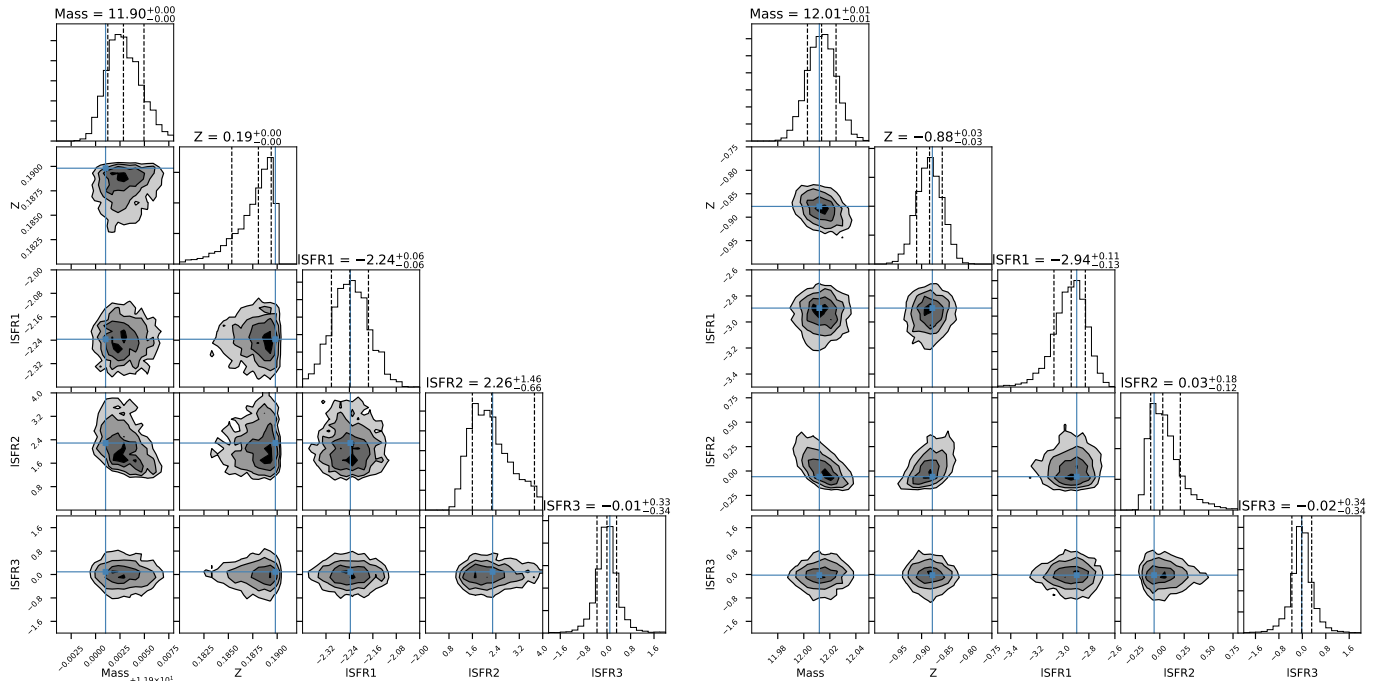 Mass = 11.90+0.00−0.00
Z = 0.19+0.00−0.00
lSFR1 = −2.24+0.06−0.06
lSFR2 = 2.26+1.46−0.66
lSFR3 = −0.01+0.33−0.34
Z
0.1900
0.1875
0.1850
0.1825
lSFR1
−2.00
−2.08
−2.16
−2.24
−2.32
lSFR2
4.0
3.2
2.4
1.6
0.8
lSFR3
1.6
0.8
0.0
−0.8
−1.6
−0.0025 0.0000 0.0025 0.0050 0.0075
Mass
+1.19×10¹
0.1825 0.1850 0.1875 0.1900
Z
−2.32 −2.24 −2.16 −2.08 −2.00
lSFR1
0.8 1.6 2.4 3.2 4.0
lSFR2
−1.6 −0.8 0.0 0.8 1.6
lSFR3
Mass = 12.01+0.01−0.01
Z = −0.88+0.03−0.03
lSFR1 = −2.94+0.11−0.13
lSFR2 = 0.03+0.18−0.12
lSFR3 = −0.02+0.34−0.34
Z
−0.75
−0.80
−0.85
−0.90
−0.95
lSFR1
−2.6
−2.8
−3.0
−3.2
−3.4
lSFR2
0.75
0.50
0.25
0.00
−0.25
lSFR3
1.6
0.8
0.0
−0.8
−1.6
11.98 12.00 12.02 12.04
Mass
−0.95 −0.90 −0.85 −0.80 −0.75
Z
−3.4 −3.2 −3.0 −2.8 −2.6
lSFR1
−0.25 0.00 0.25 0.50 0.75
lSFR2
−1.6 −0.8 0.0 0.8 1.6
lSFR3